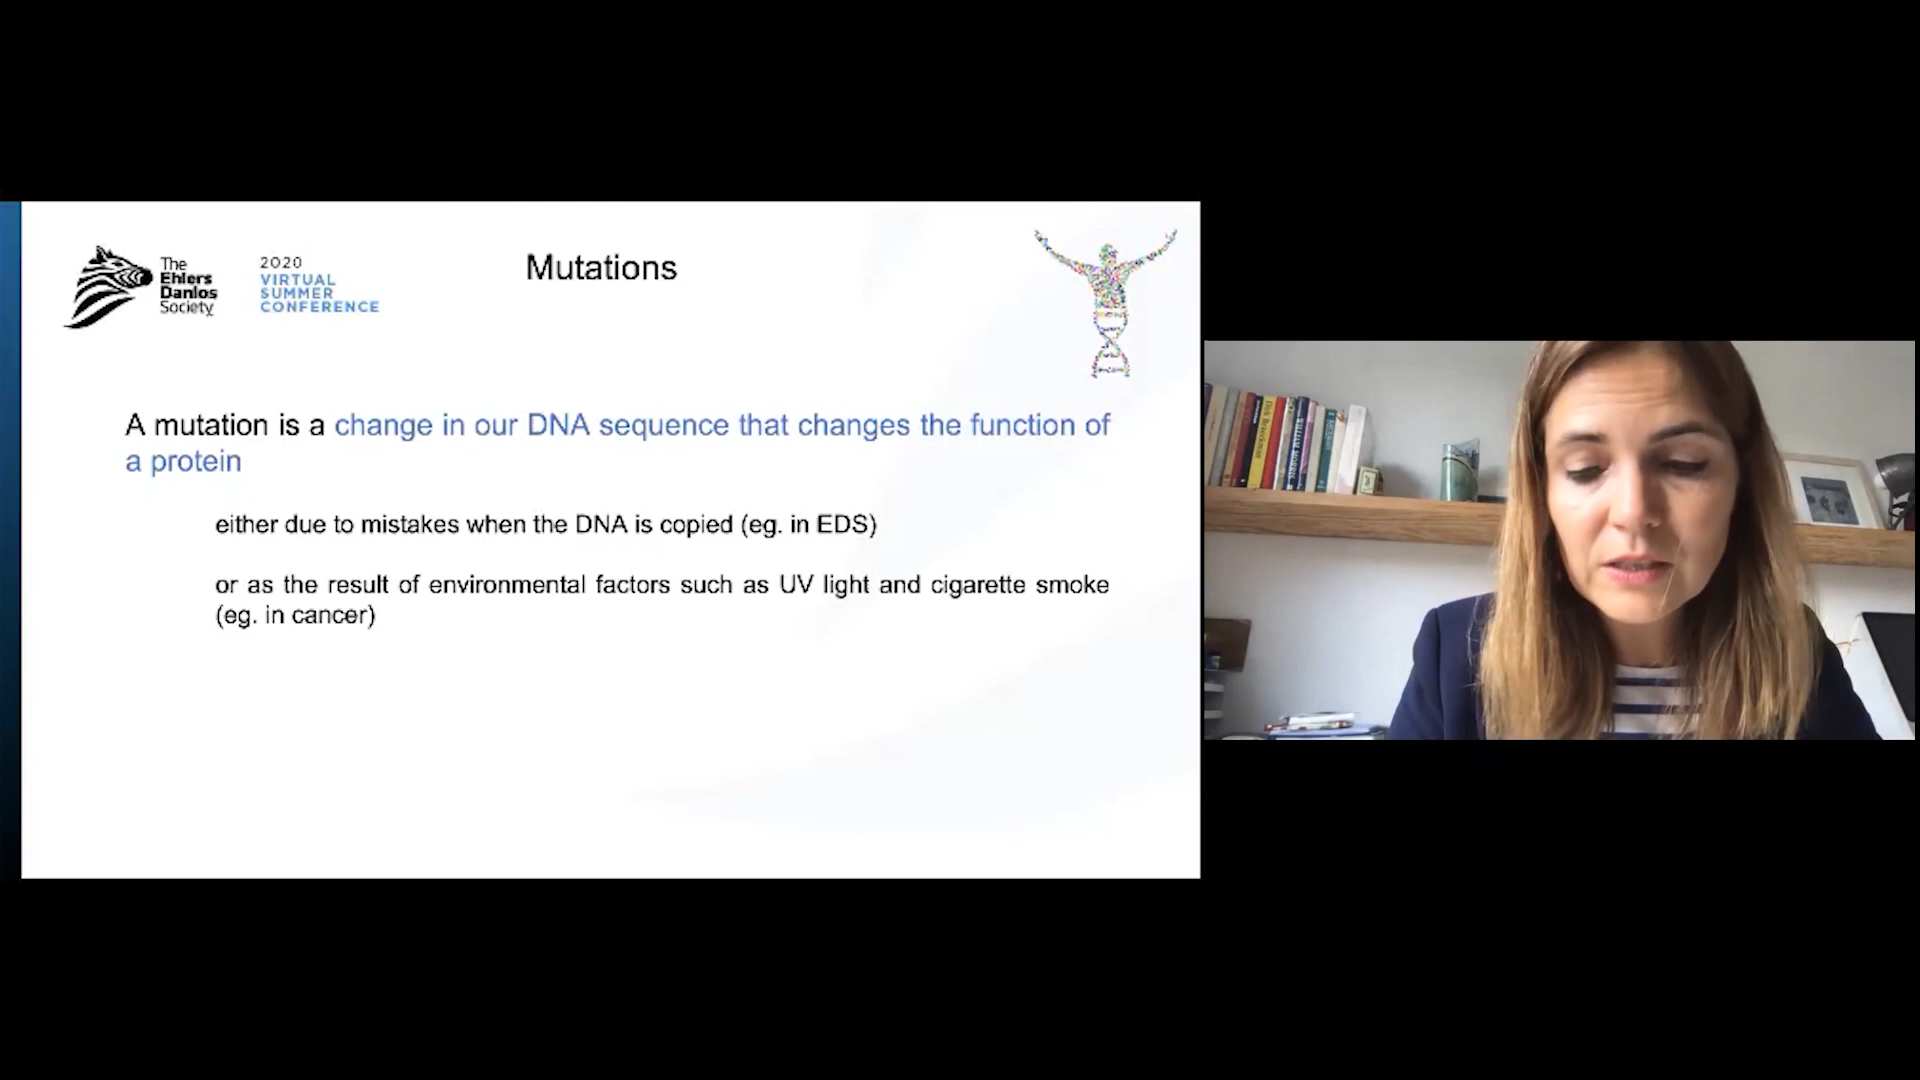 The
Ehlers
Danlos
Society
2020
VIRTUAL
SUMMER
CONFERENCE
Mutations
A mutation is a change in our DNA sequence that changes the function of
a protein
either due to mistakes when the DNA is copied (eg. in EDS)
or as the result of environmental factors such as UV light and cigarette smoke
(eg. in cancer)